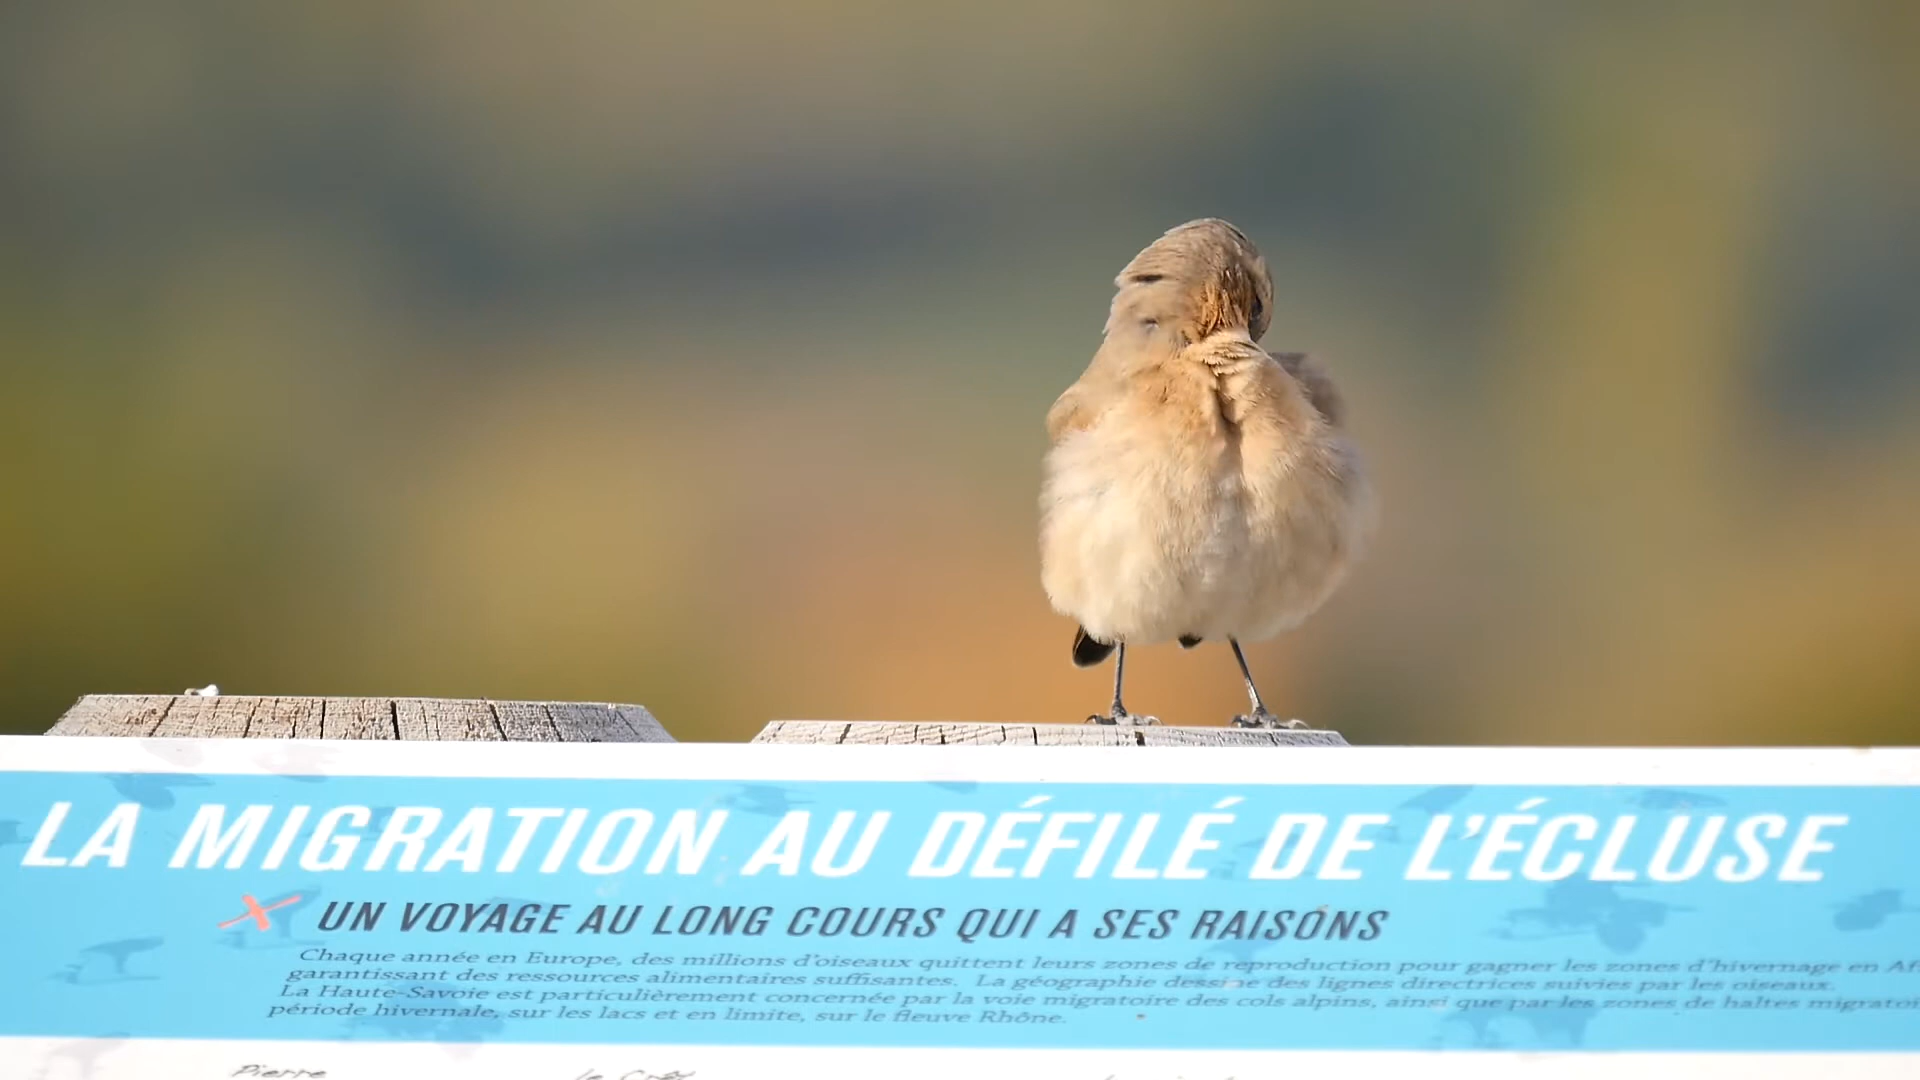 LA MIGRATION AU DÉFILÉ DE L'ÉCLUSE
UN VOYAGE AU LONG COURS QUI A SES RAISONS
Chaque année en Europe, des millions d'oiseaux quittent leurs zones de reproduction pour gagner les zones d'hivernage en Af
garantissant des ressources alimentaires suffisantes. La géographie dessine des lignes directrices suivies par les oiseaux.
La Haute-Savoie est particulièrement concernée par la voie migratoire des cols alpins, ainsi que par les zones de haltes migratoi
période hivernale, sur les lacs et en limite, sur le fleuve Rhône.
Pierre